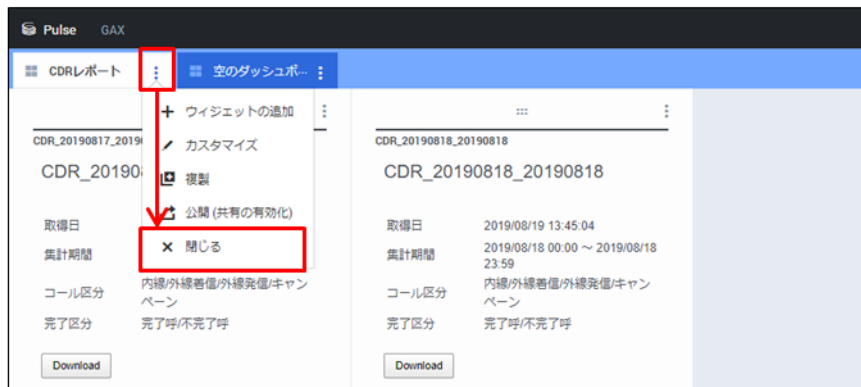 Pulse GAX
CDRレポート 空のダッシュボ…
ウィジェットの追加
カスタマイズ
複製
公開 (共有の有効化)
閉じる
CDR_20190817_2019
CDR_2019
取得日
集計期間
コール区分 内線/外線着信/外線発信/キャン
ペーン
完了区分 完了呼/不完了呼
Download
CDR_20190818_20190818
CDR_20190818_20190818
取得日 2019/08/19 13:45:04
集計期間 2019/08/18 00:00 ～ 2019/08/18
23:59
コール区分 内線/外線着信/外線発信/キャン
ペーン
完了区分 完了呼/不完了呼
Download